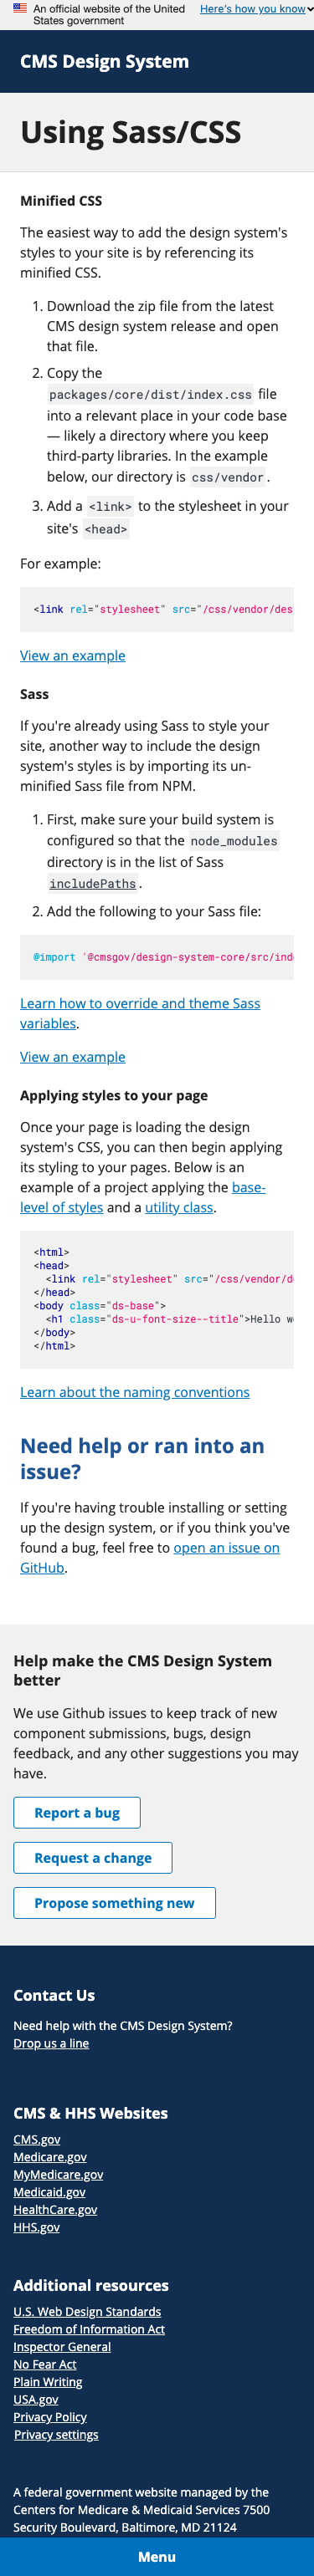 An official website of the United States government
Here's how you know
CMS Design System
Using Sass/CSS
Minified CSS
The easiest way to add the design system's
styles to your site is by referencing its
minified CSS.
1. Download the zip file from the latest
CMS design system release and open
that file.
2. Copy the
packages/core/dist/index.css file
into a relevant place in your code base
— likely a directory where you keep
third-party libraries. In the example
below, our directory is css/vendor.
3. Add a <link> to the stylesheet in your
site's <head>
For example:
<link rel="stylesheet" src="/css/vendor/des
View an example
Sass
If you're already using Sass to style your
site, another way to include the design
system's styles is by importing its un-
minified Sass file from NPM.
1. First, make sure your build system is
configured so that the node_modules
directory is in the list of Sass
includePaths.
2. Add the following to your Sass file:
@import '@cmsgov/design-system-core/src/inde
Learn how to override and theme Sass
variables.
View an example
Applying styles to your page
Once your page is loading the design
system's CSS, you can then begin applying
its styling to your pages. Below is an
example of a project applying the base-
level of styles and a utility class.
<html>
<head>
<link rel="stylesheet" src="/css/vendor/de
</head>
<body class="ds-base">
<h1 class="ds-u-font-size--title">Hello wo
</body>
</html>
Learn about the naming conventions
Need help or ran into an
issue?
If you're having trouble installing or setting
up the design system, or if you think you've
found a bug, feel free to open an issue on
GitHub.
Help make the CMS Design System
better
We use Github issues to keep track of new
component submissions, bugs, design
feedback, and any other suggestions you may
have.
Report a bug
Request a change
Propose something new
Contact Us
Need help with the CMS Design System?
Drop us a line
CMS & HHS Websites
CMS.gov
Medicare.gov
MyMedicare.gov
Medicaid.gov
HealthCare.gov
HHS.gov
Additional resources
U.S. Web Design Standards
Freedom of Information Act
Inspector General
No Fear Act
Plain Writing
USA.gov
Privacy Policy
Privacy settings
A federal government website managed by the
Centers for Medicare & Medicaid Services 7500
Security Boulevard, Baltimore, MD 21124
Menu